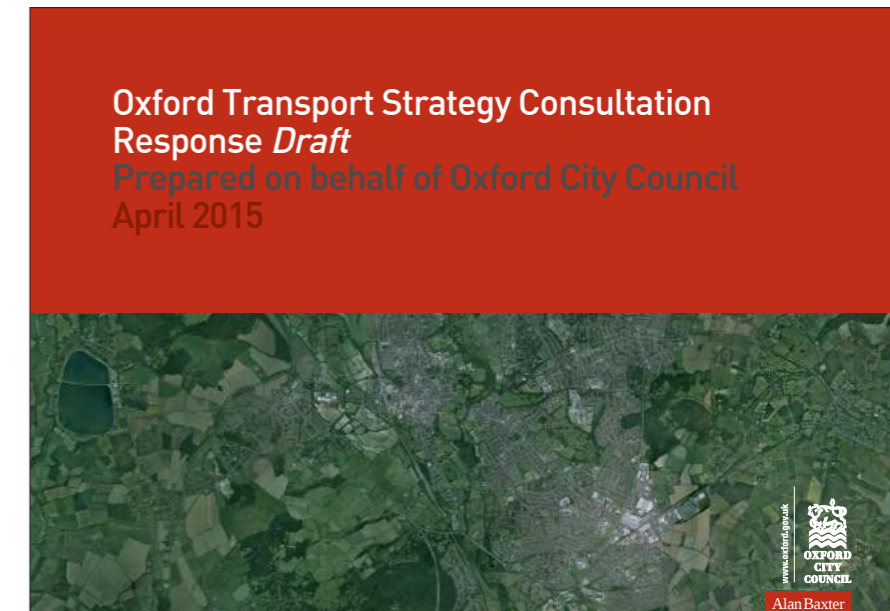 Oxford Transport Strategy Consultation
Response Draft
Prepared on behalf of Oxford City Council
April 2015
www.oxford.gov.uk
OXFORD
CITY
COUNCIL
Alan Baxter